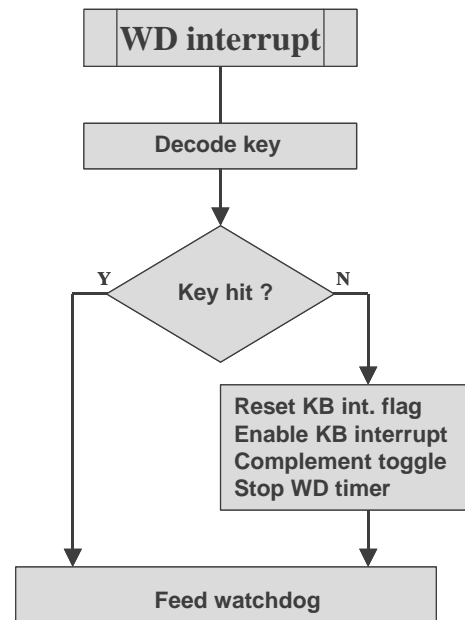 WD interrupt
Decode key
Y
N
Key hit ?
Reset KB int. flag
Enable KB interrupt
Complement toggle
Stop WD timer
Feed watchdog